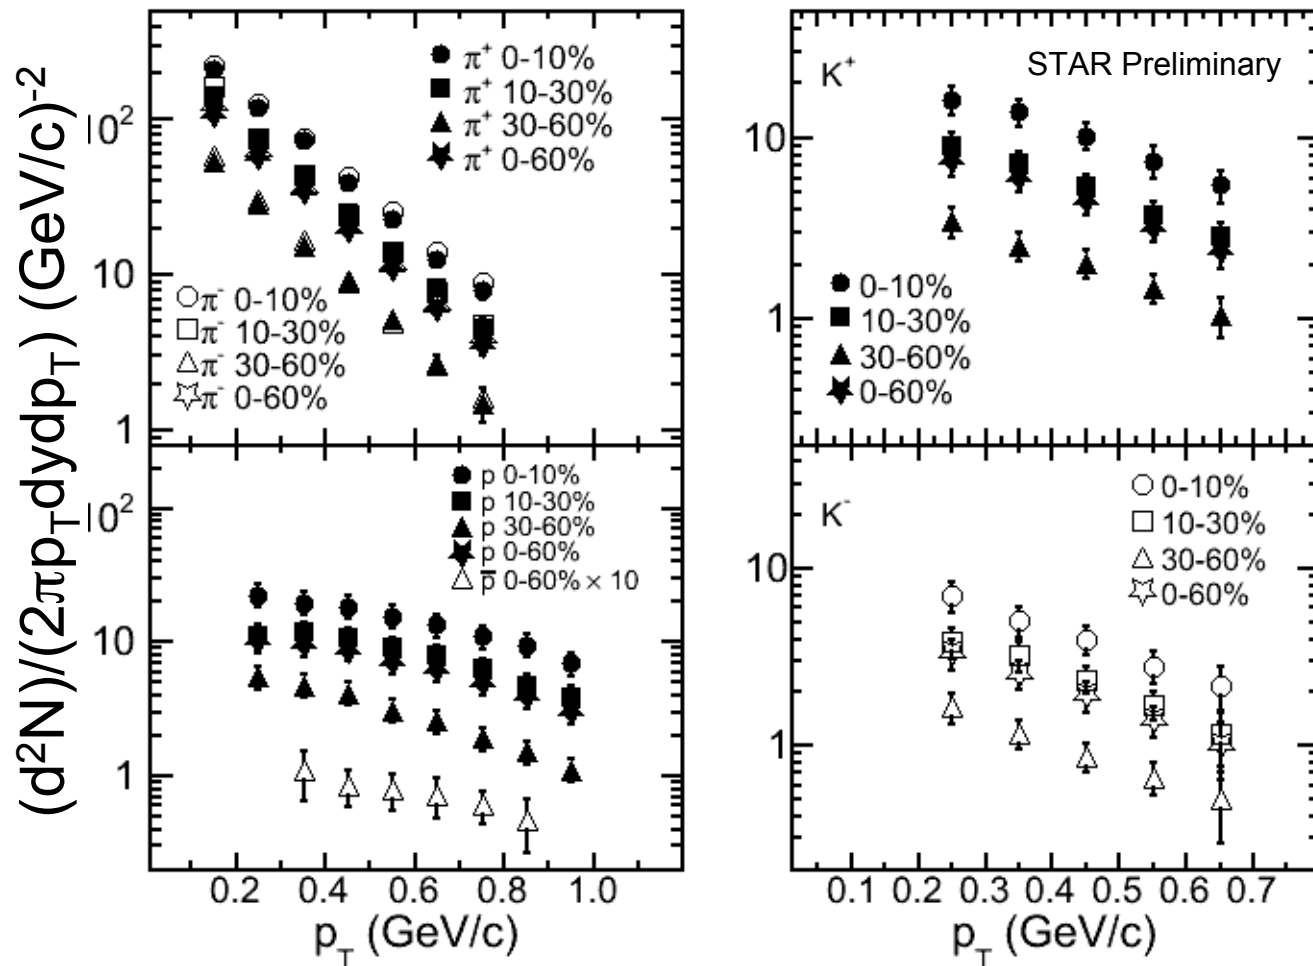 (d²N)/(2πp_Tdydp_T) (GeV/c)⁻²
π⁺ 0-10%
π⁺ 10-30%
π⁺ 30-60%
π⁺ 0-60%
π⁻ 0-10%
π⁻ 10-30%
π⁻ 30-60%
π⁻ 0-60%
10²
10
1
K⁺
STAR Preliminary
0-10%
10-30%
30-60%
0-60%
10
1
p 0-10%
p 10-30%
p 30-60%
p 0-60%
p̅ 0-60% × 10
10²
10
1
0.2 0.4 0.6 0.8 1.0
p_T (GeV/c)
K⁻
0-10%
10-30%
30-60%
0-60%
10
1
0.1 0.2 0.3 0.4 0.5 0.6 0.7
p_T (GeV/c)